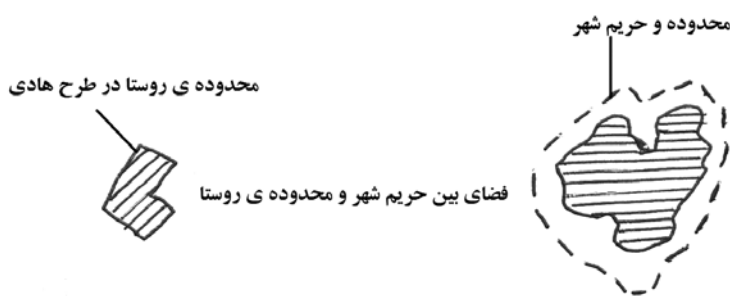 محدوده و حریم شهر
محدوده ی روستا در طرح هادی
فضای بین حریم شهر و محدوده ی روستا